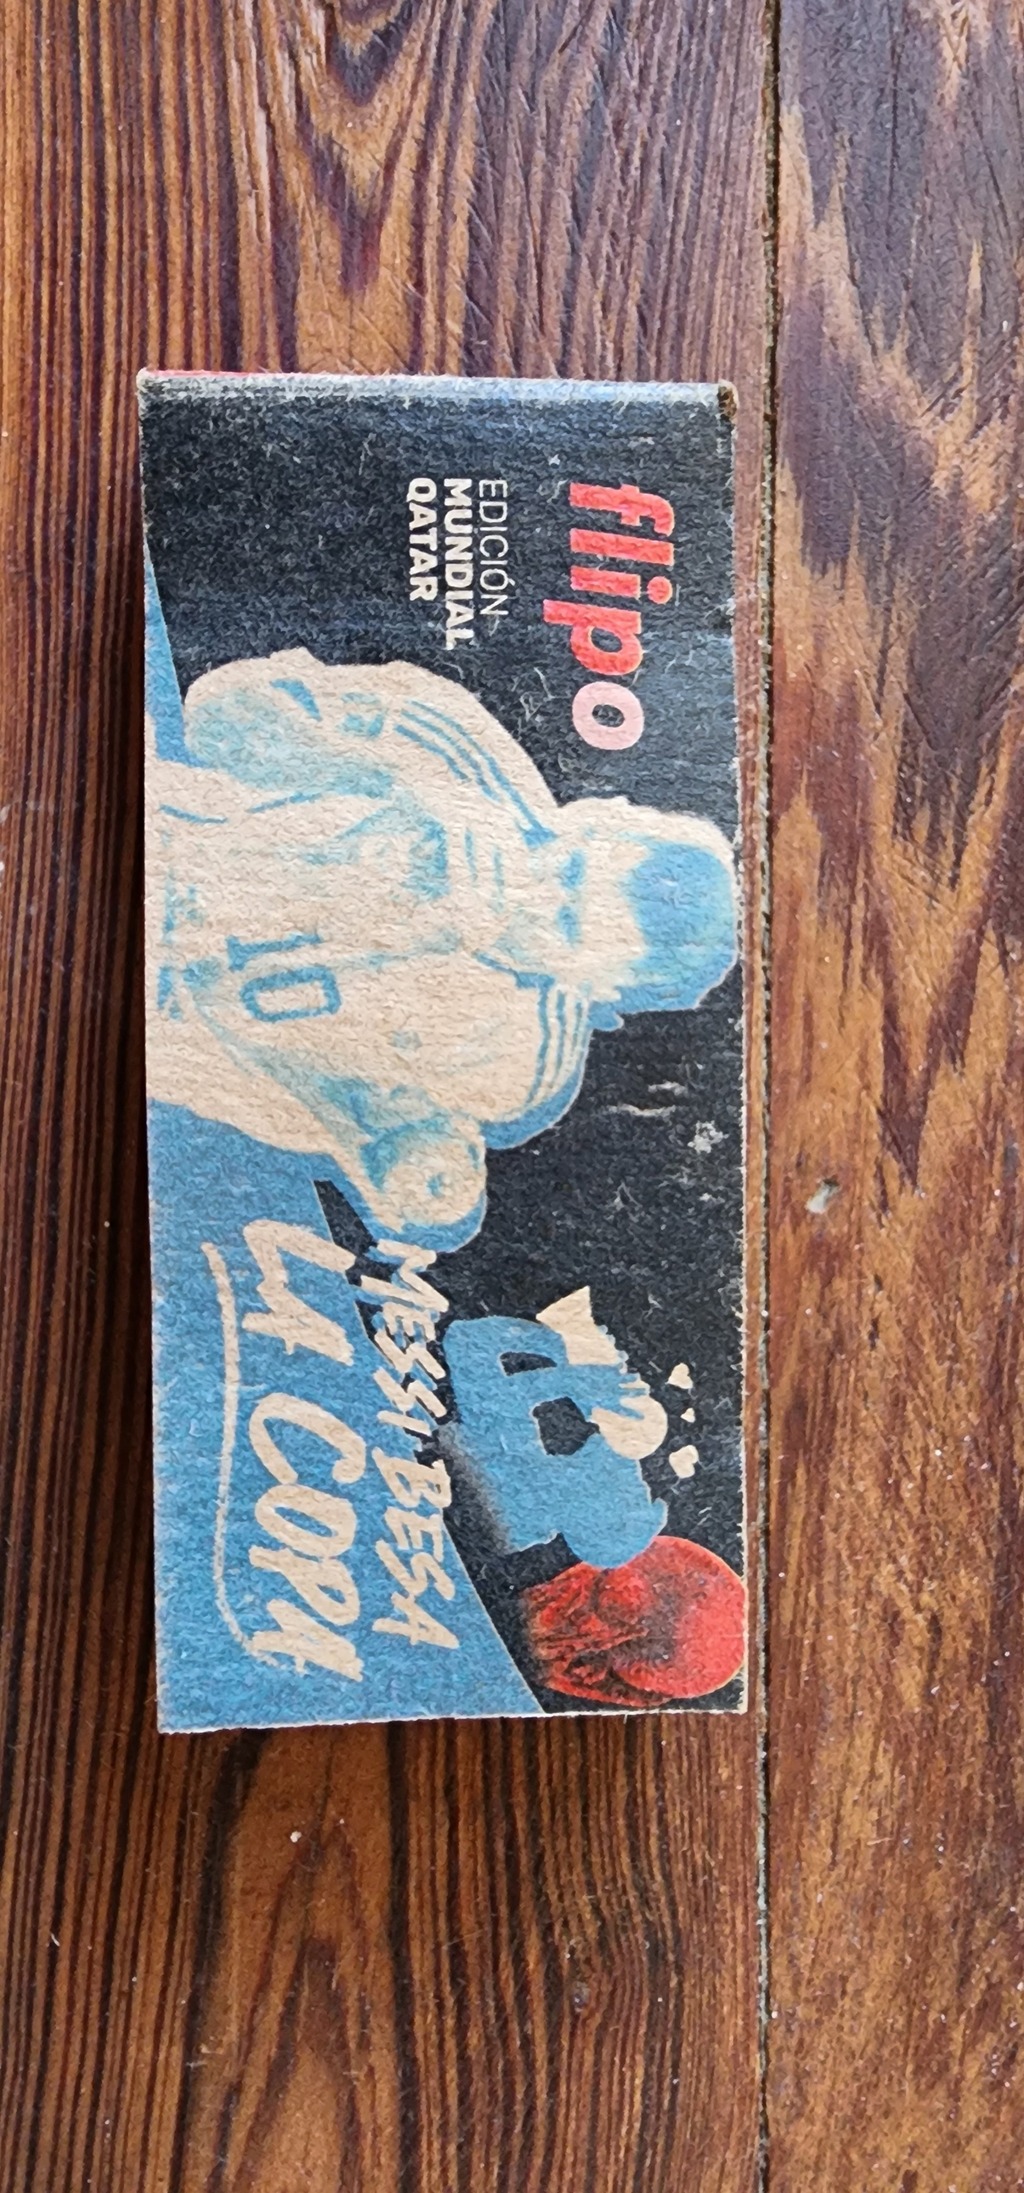 flipo
EDICIÓN
MUNDIAL
QATAR
10
MESSI BESA
LA COPA